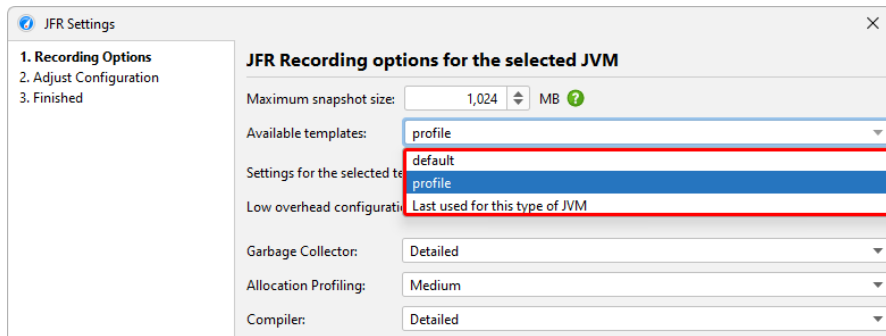 JFR Settings
1. Recording Options
2. Adjust Configuration
3. Finished
JFR Recording options for the selected JVM
Maximum snapshot size: 1,024 MB
Available templates: profile
default
Settings for the selected te
profile
Low overhead configurati
Last used for this type of JVM
Garbage Collector: Detailed
Allocation Profiling: Medium
Compiler: Detailed